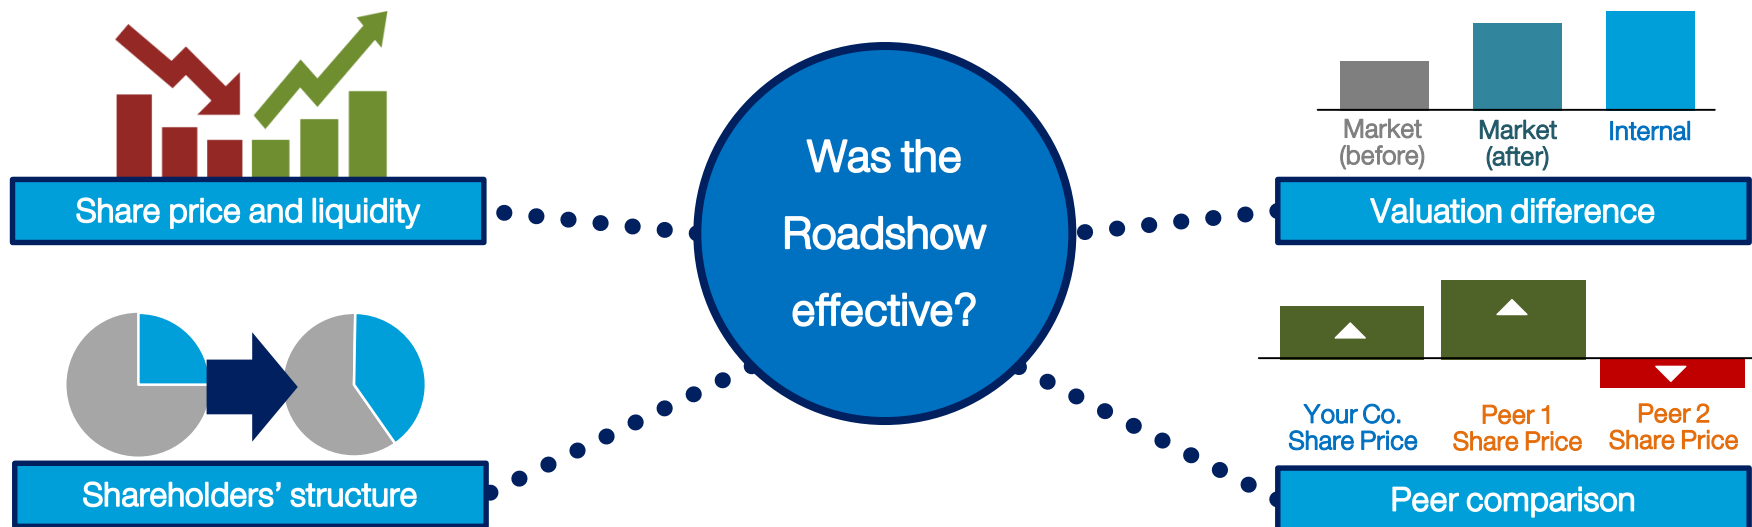 Share price and liquidity
Shareholders’ structure
Was the
Roadshow
effective?
Market
(before)
Market
(after)
Internal
Valuation difference
Your Co.
Share Price
Peer 1
Share Price
Peer 2
Share Price
Peer comparison